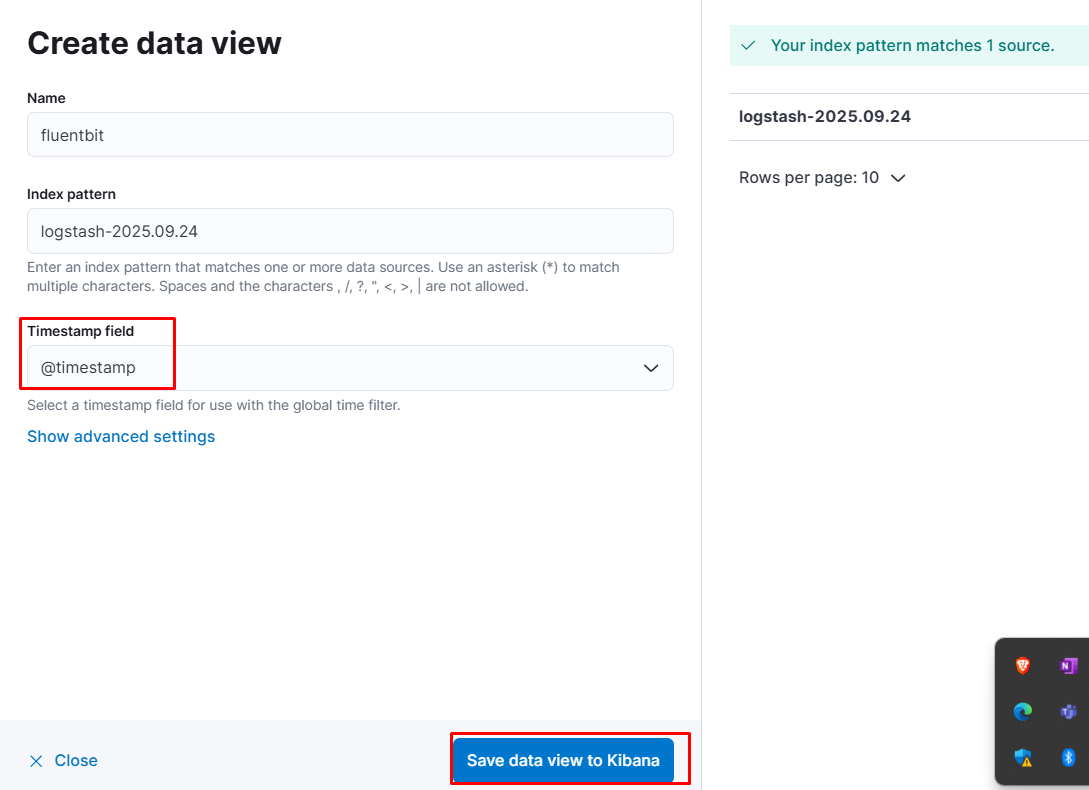 Create data view
Name
fluentbit
Index pattern
logstash-2025.09.24
Enter an index pattern that matches one or more data sources. Use an asterisk (*) to match
multiple characters. Spaces and the characters , /, ?, ", <, >, | are not allowed.
Timestamp field
@timestamp
Select a timestamp field for use with the global time filter.
Show advanced settings
Close
Save data view to Kibana
Your index pattern matches 1 source.
logstash-2025.09.24
Rows per page: 10